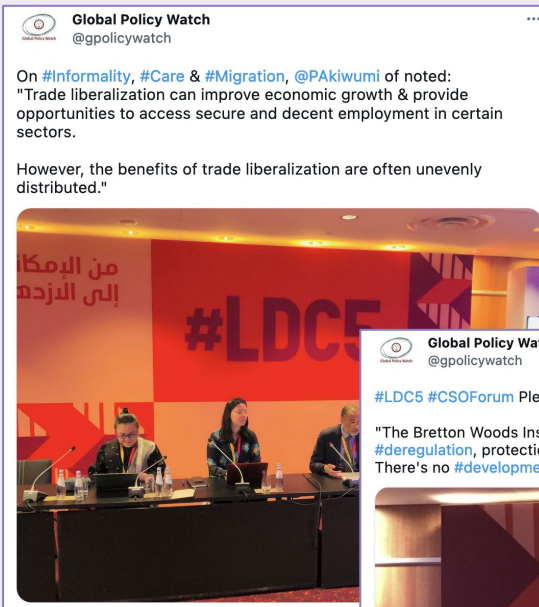 Global Policy Watch
@gpolicywatch
On #Informality, #Care & #Migration, @PAkiwumi of noted:
"Trade liberalization can improve economic growth & provide
opportunities to access secure and decent employment in certain
sectors.
However, the benefits of trade liberalization are often unevenly
distributed."
من الإمكا
إلى الازده
#LDC5
Global Policy Wa
@gpolicywatch
#LDC5 #CSOForum Ple
"The Bretton Woods Ins
#deregulation, protecti
There's no #developme